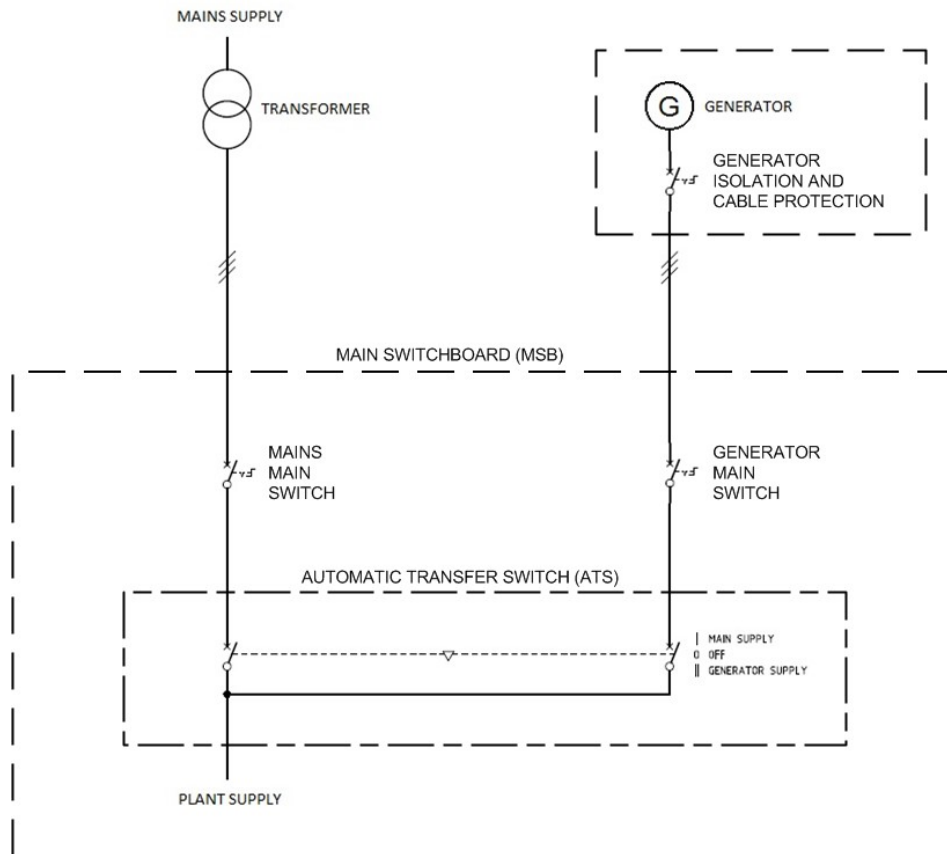 MAINS SUPPLY
TRANSFORMER
G
GENERATOR
GENERATOR
ISOLATION AND
CABLE PROTECTION
MAIN SWITCHBOARD (MSB)
MAINS
MAIN
SWITCH
GENERATOR
MAIN
SWITCH
AUTOMATIC TRANSFER SWITCH (ATS)
| MAIN SUPPLY
O OFF
|| GENERATOR SUPPLY
PLANT SUPPLY